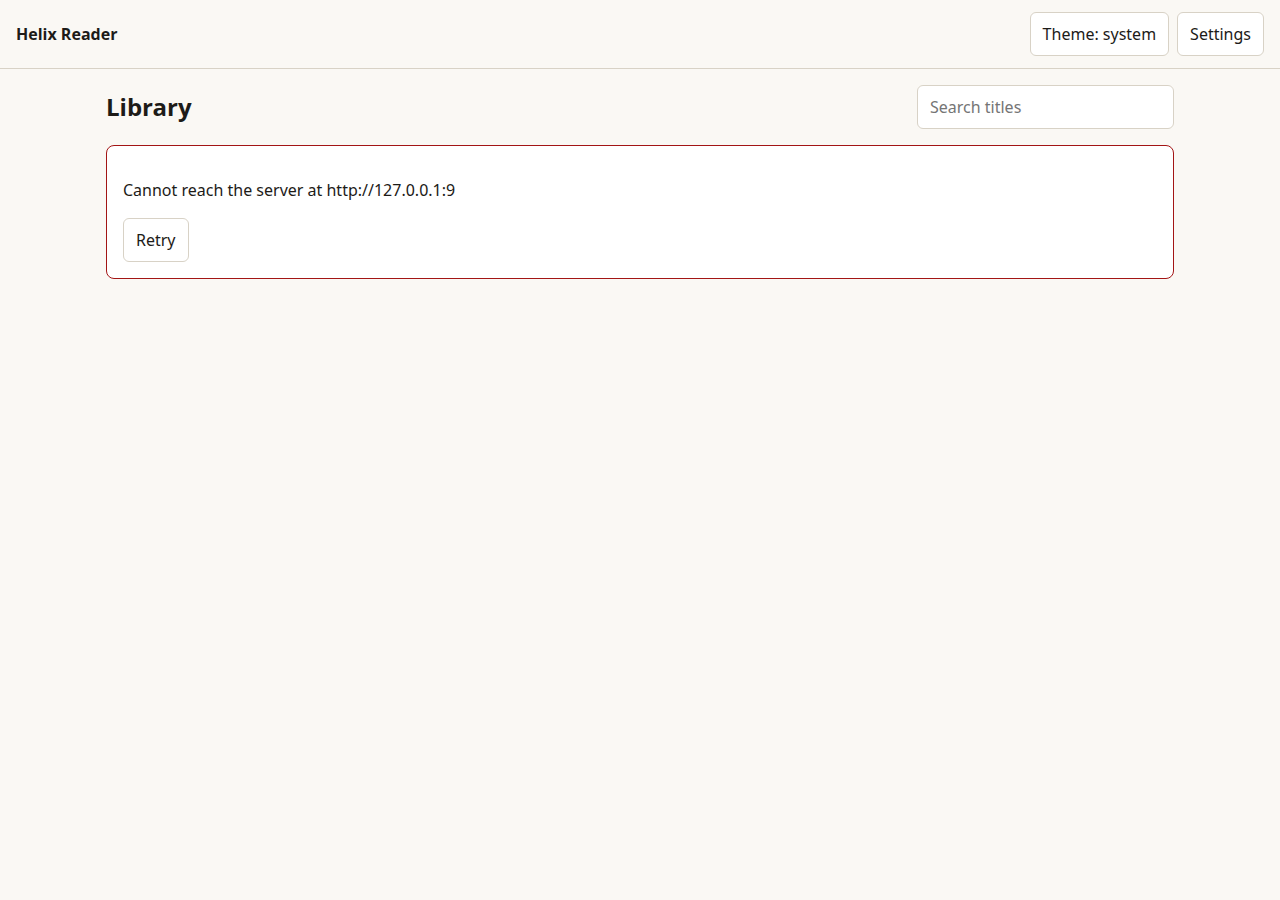 Helix Reader
Theme: system
Settings
Library
Search titles
Cannot reach the server at http://127.0.0.1:9
Retry